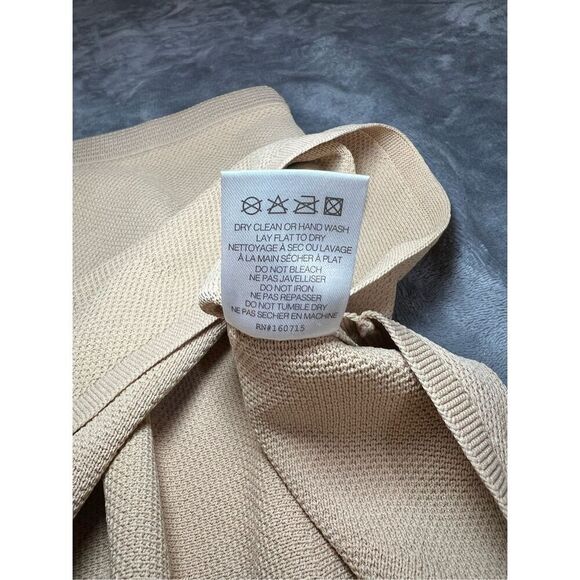 DRY CLEAN OR HAND WASH
LAY FLAT TO DRY
NETTOYAGE À SEC OU LAVAGE
À LA MAIN SÉCHER À PLAT
DO NOT BLEACH
NE PAS JAVELLISER
DO NOT IRON
NE PAS REPASSER
DO NOT TUMBLE DRY
NE PAS SECHER EN MACHINE
RN#160715